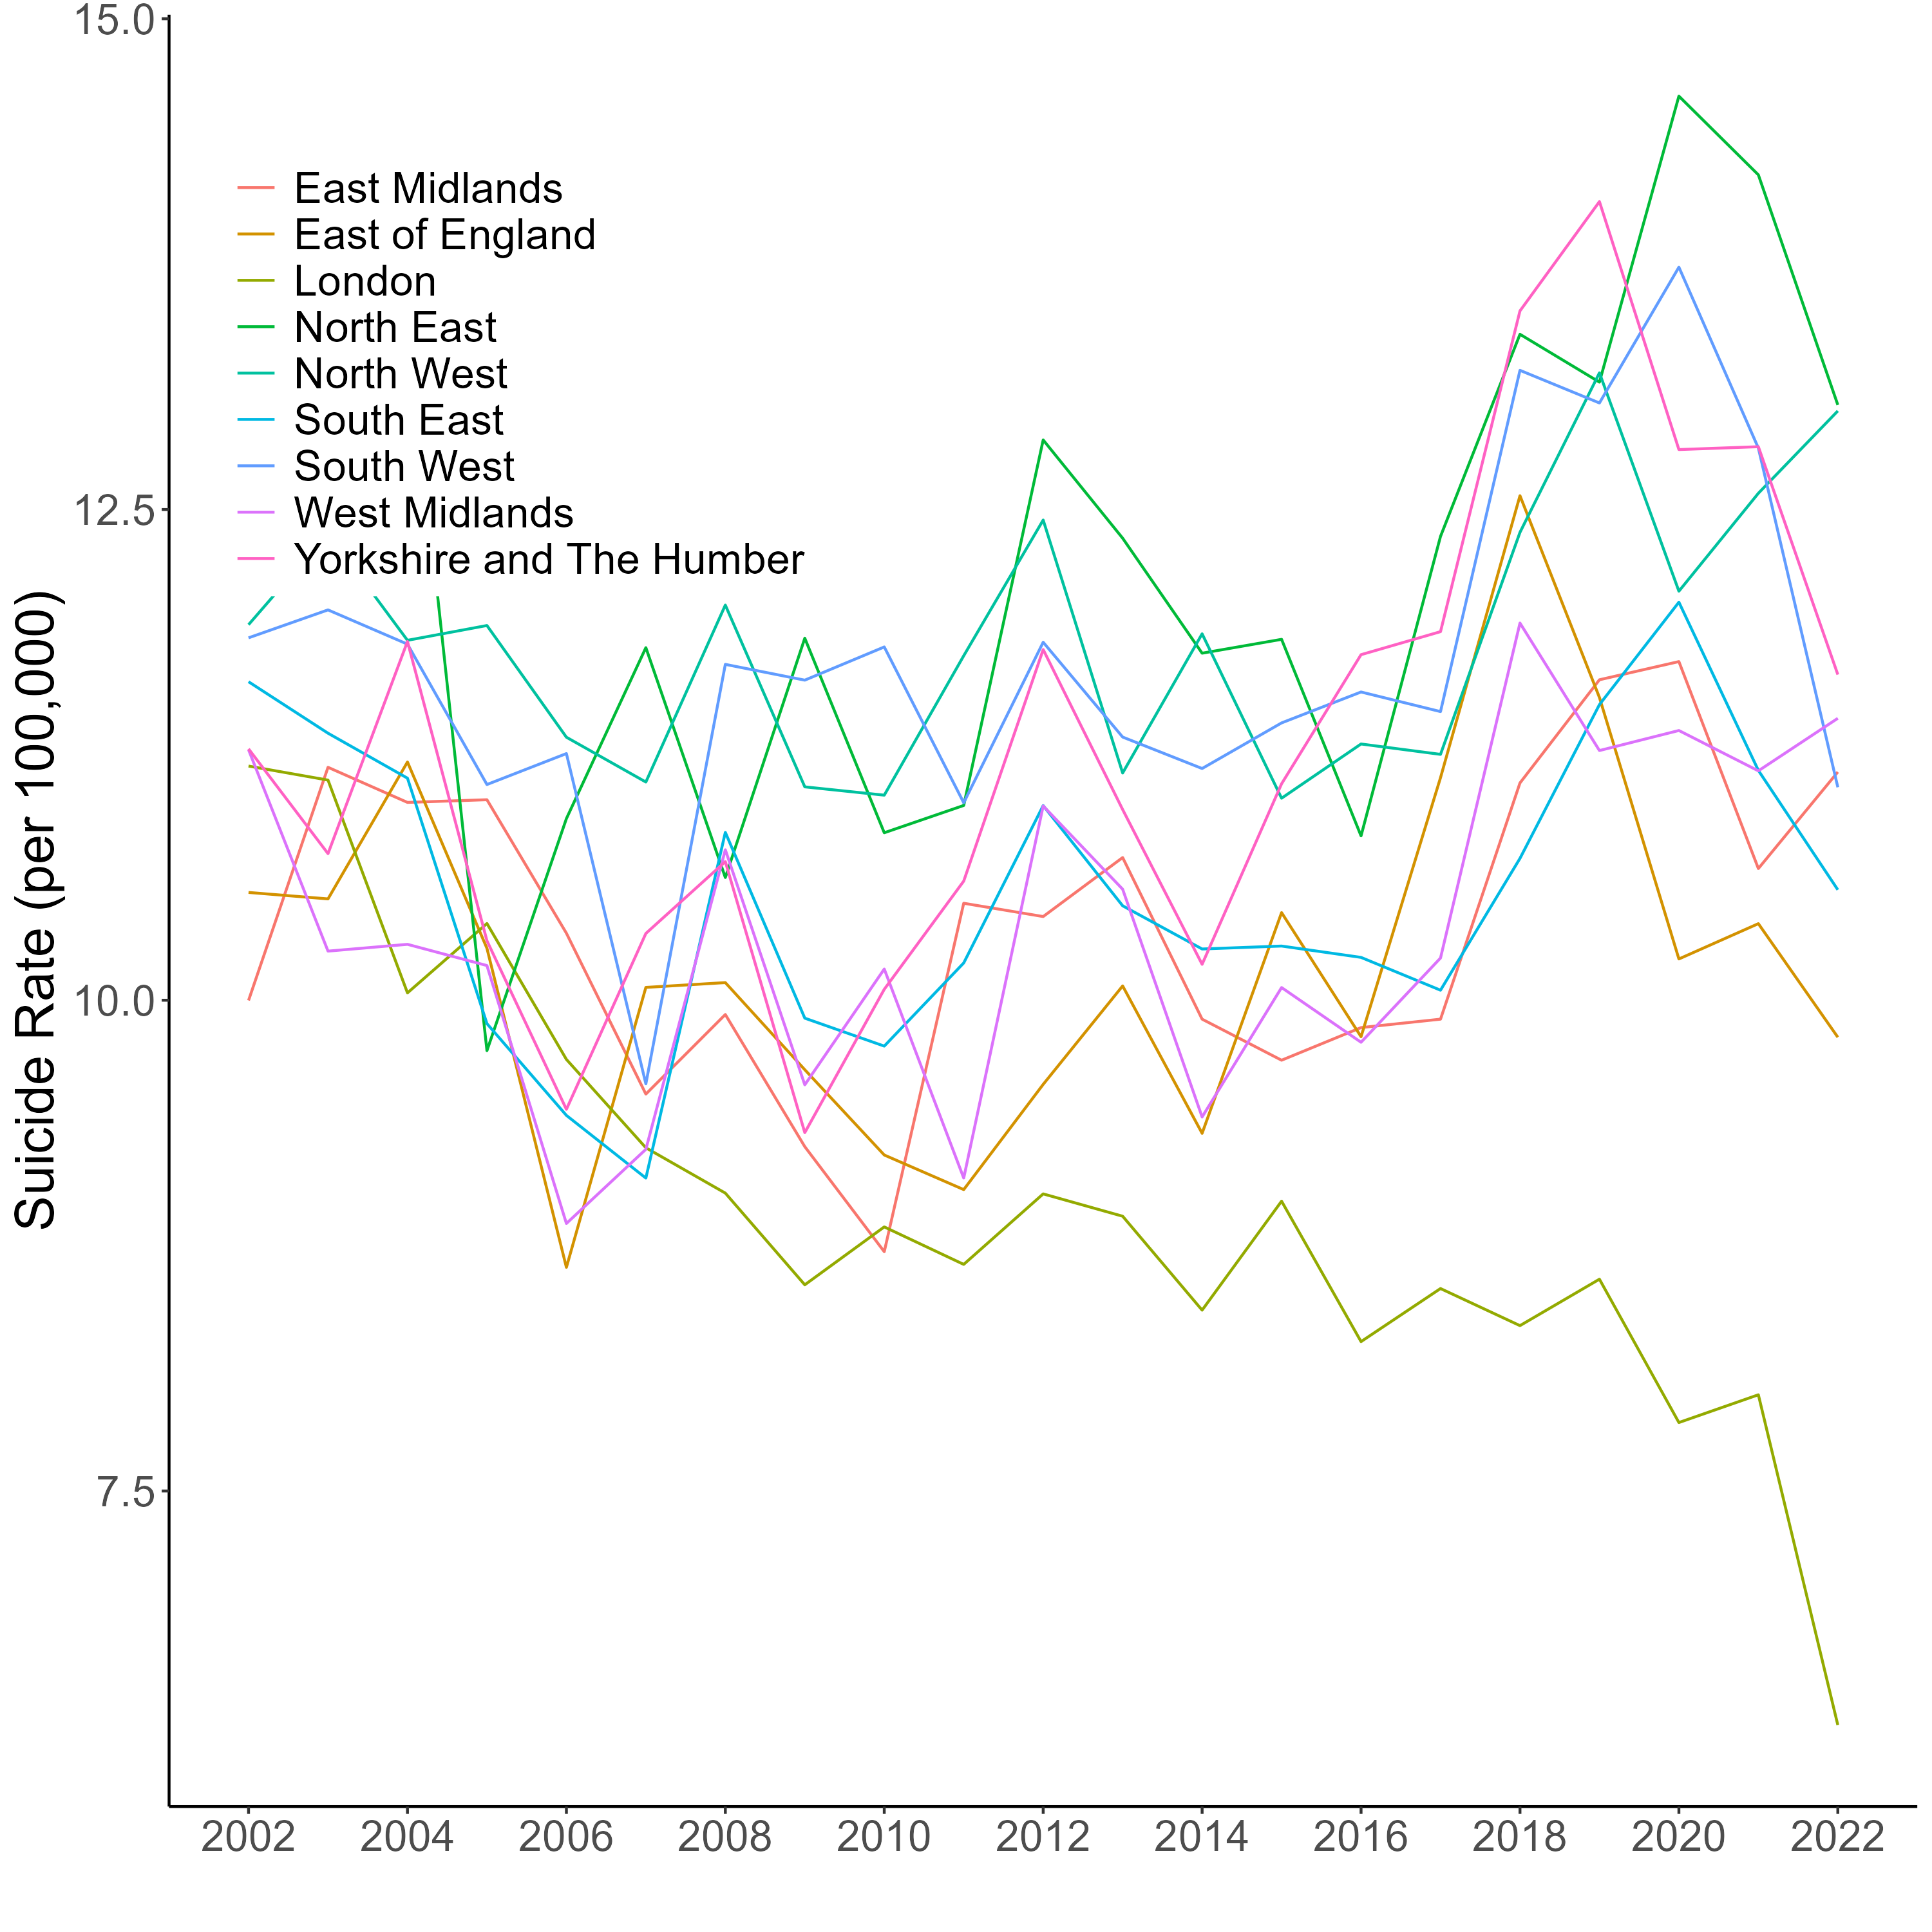 15.0
12.5
10.0
7.5
Suicide Rate (per 100,000)
East Midlands
East of England
London
North East
North West
South East
South West
West Midlands
Yorkshire and The Humber
2002 2004 2006 2008 2010 2012 2014 2016 2018 2020 2022